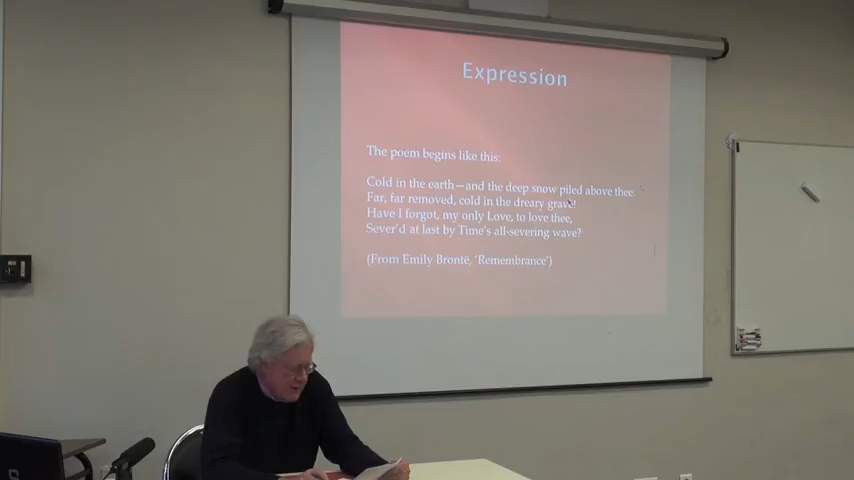 Expression
The poem begins like this:
Cold in the earth—and the deep snow piled above thee.
Far, far removed, cold in the dreary grave!
Have I forgot, my only Love, to love thee,
Sever'd at last by Time's all-severing wave?
(From Emily Brontë, 'Remembrance')